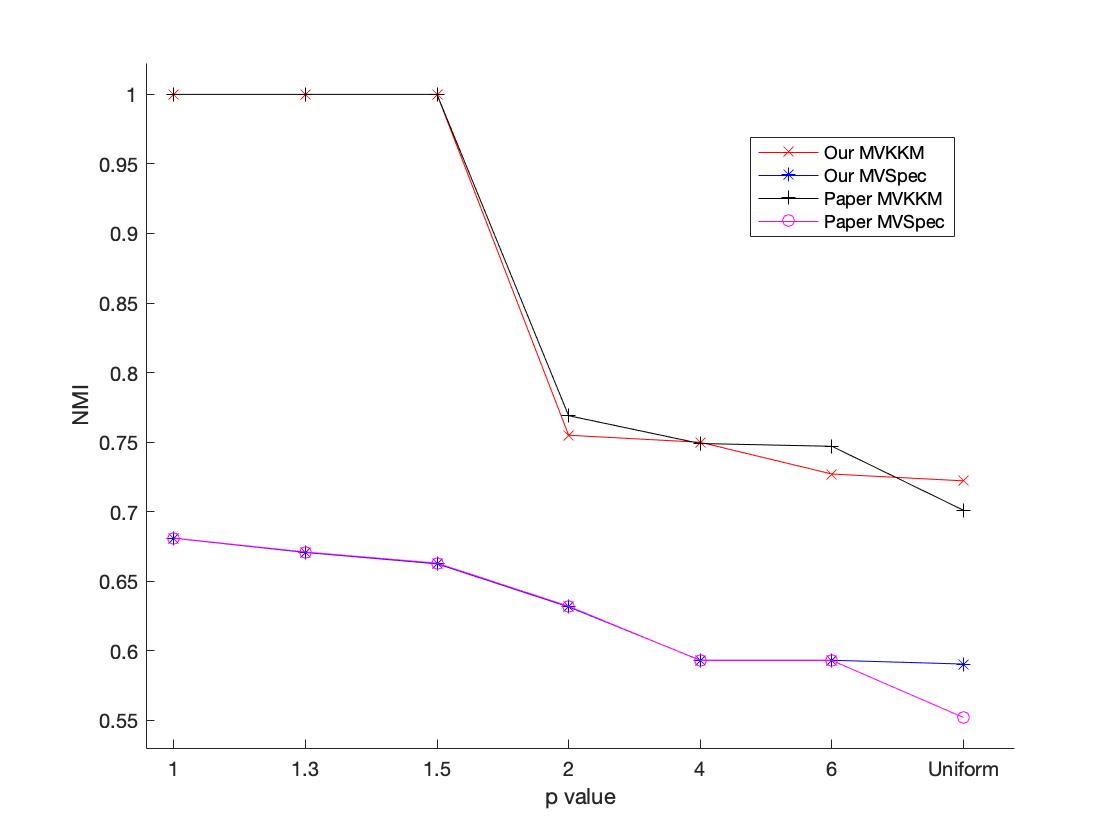 1
0.95
0.9
0.85
0.8
0.75
0.7
0.65
0.6
0.55
NMI
Our MVKKM
Our MVSpec
Paper MVKKM
Paper MVSpec
1 1.3 1.5 2 4 6 Uniform
p value